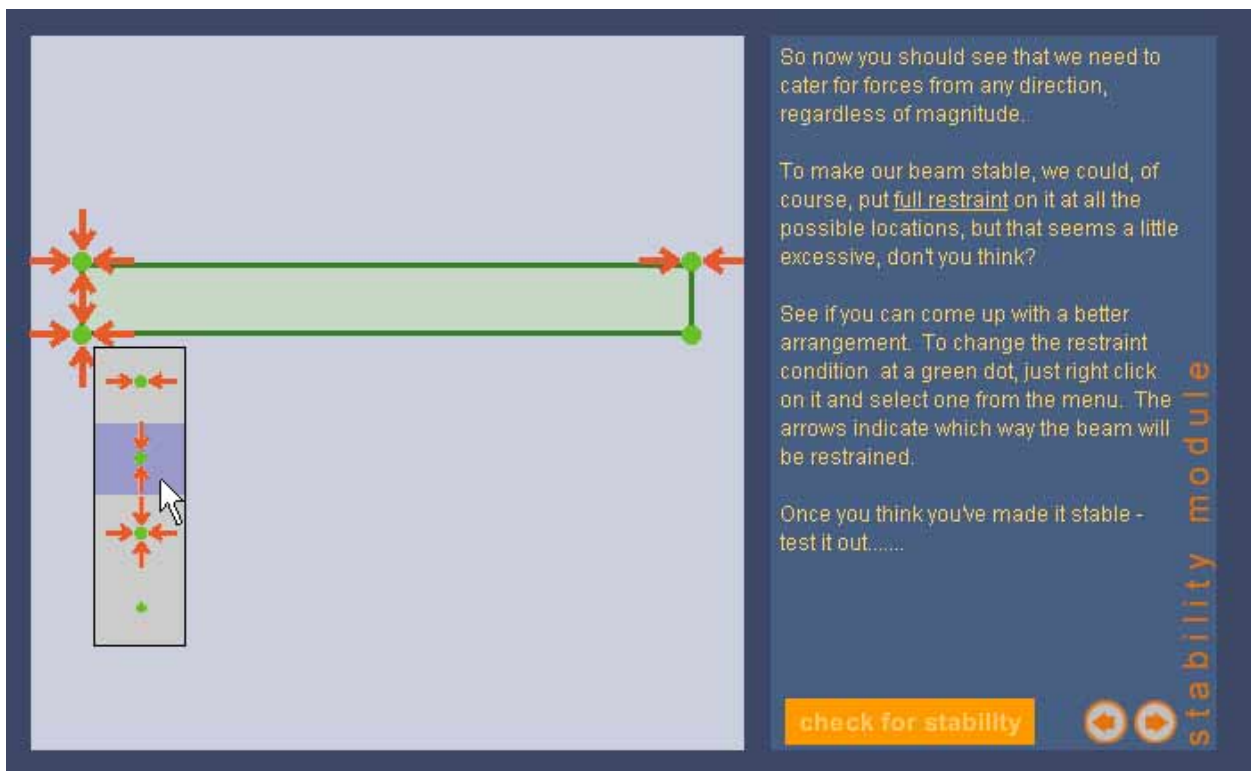 So now you should see that we need to
cater for forces from any direction,
regardless of magnitude.
To make our beam stable, we could, of
course, put full restraint on it at all the
possible locations, but that seems a little
excessive, don't you think?
See if you can come up with a better
arrangement. To change the restraint
condition at a green dot, just right click
on it and select one from the menu. The
arrows indicate which way the beam will
be restrained.
Once you think you've made it stable -
test it out.......
check for stability
stability module